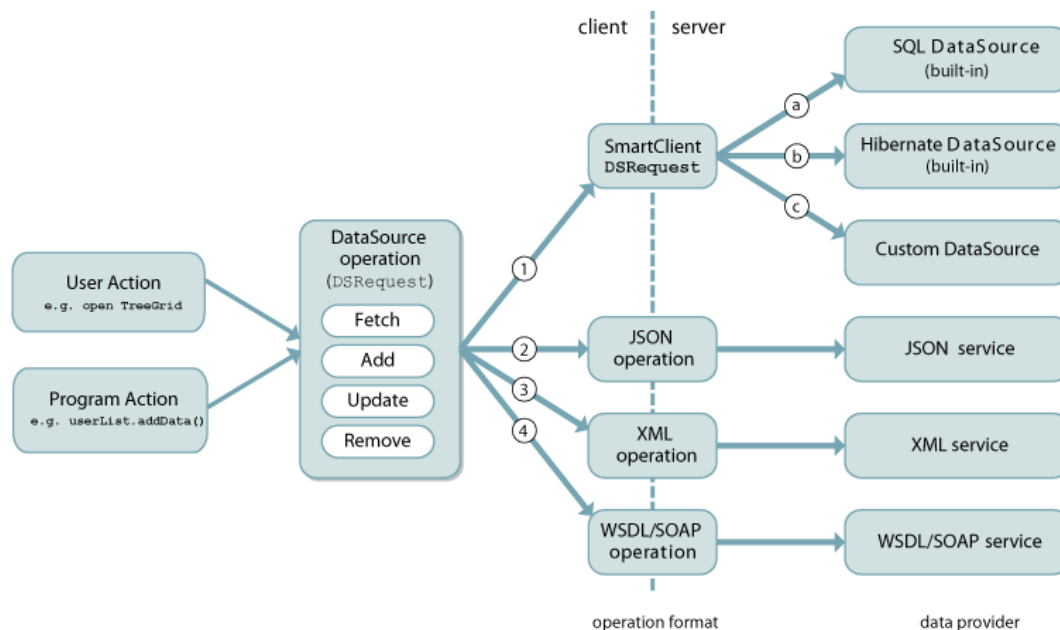 client
server
SQL DataSource
(built-in)
a
SmartClient
DSRequest
b
Hibernate DataSource
(built-in)
c
Custom DataSource
DataSource
operation
(DSRequest)
Fetch
Add
Update
Remove
User Action
e.g. open TreeGrid
Program Action
e.g. userList.addData()
1
2
JSON
operation
JSON service
3
XML
operation
XML service
4
WSDL/SOAP
operation
WSDL/SOAP service
operation format
data provider